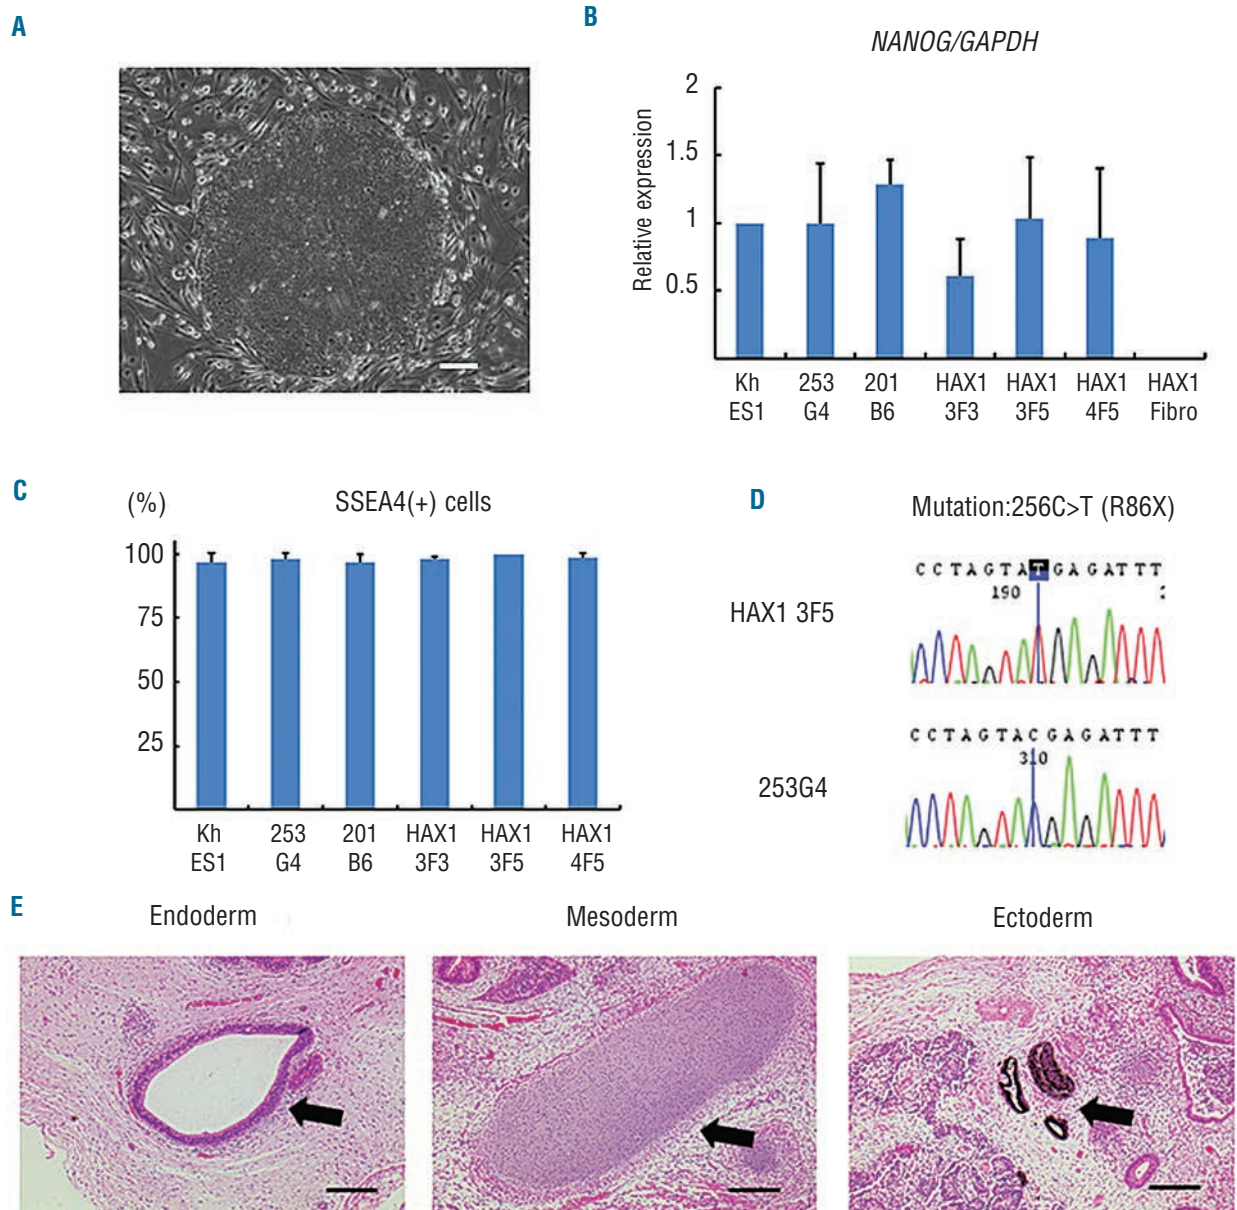 A
B
NANOG/GAPDH
Relative expression
2
1.5
1
0.5
Kh ES1
253 G4
201 B6
HAX1 3F3
HAX1 3F5
HAX1 4F5
HAX1 Fibro
C
(%)
SSEA4(+) cells
100
75
50
25
Kh ES1
253 G4
201 B6
HAX1 3F3
HAX1 3F5
HAX1 4F5
D
Mutation:256C>T (R86X)
HAX1 3F5
C C T A G T A T G A G A T T T
190
253G4
C C T A G T A C G A G A T T T
310
E
Endoderm
Mesoderm
Ectoderm